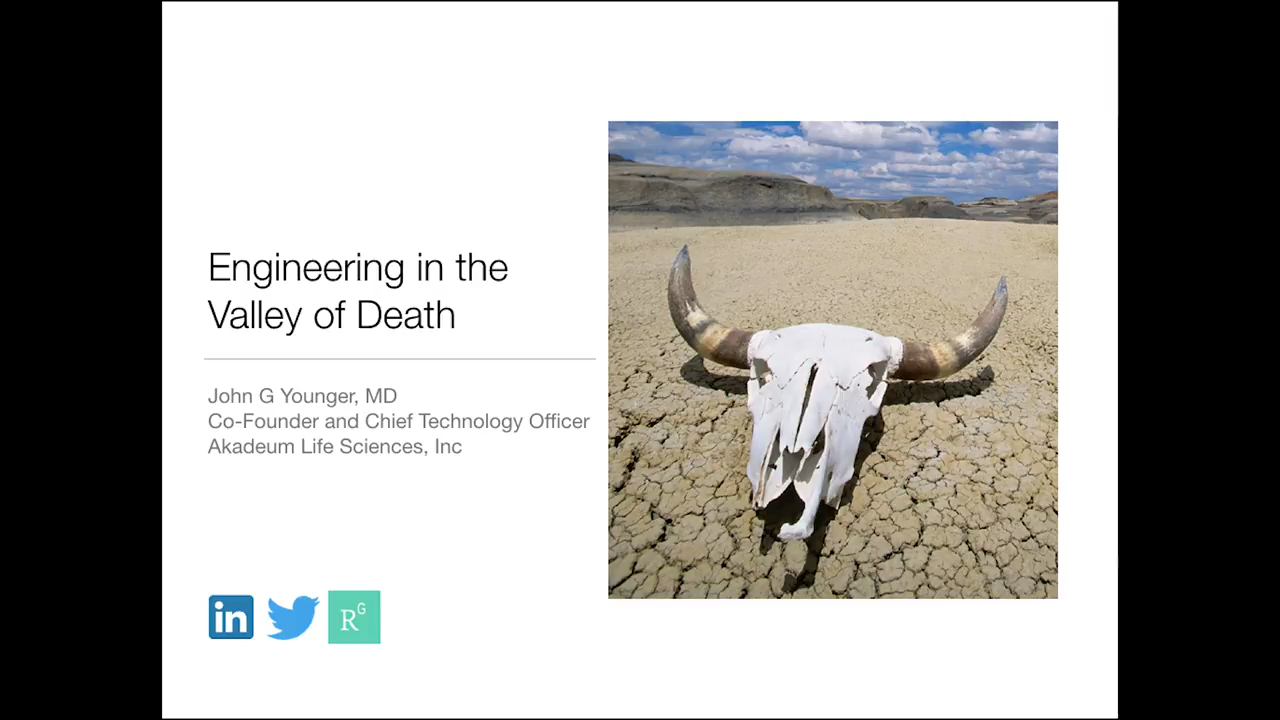 Engineering in the
Valley of Death
John G Younger, MD
Co-Founder and Chief Technology Officer
Akadeum Life Sciences, Inc
in
RG